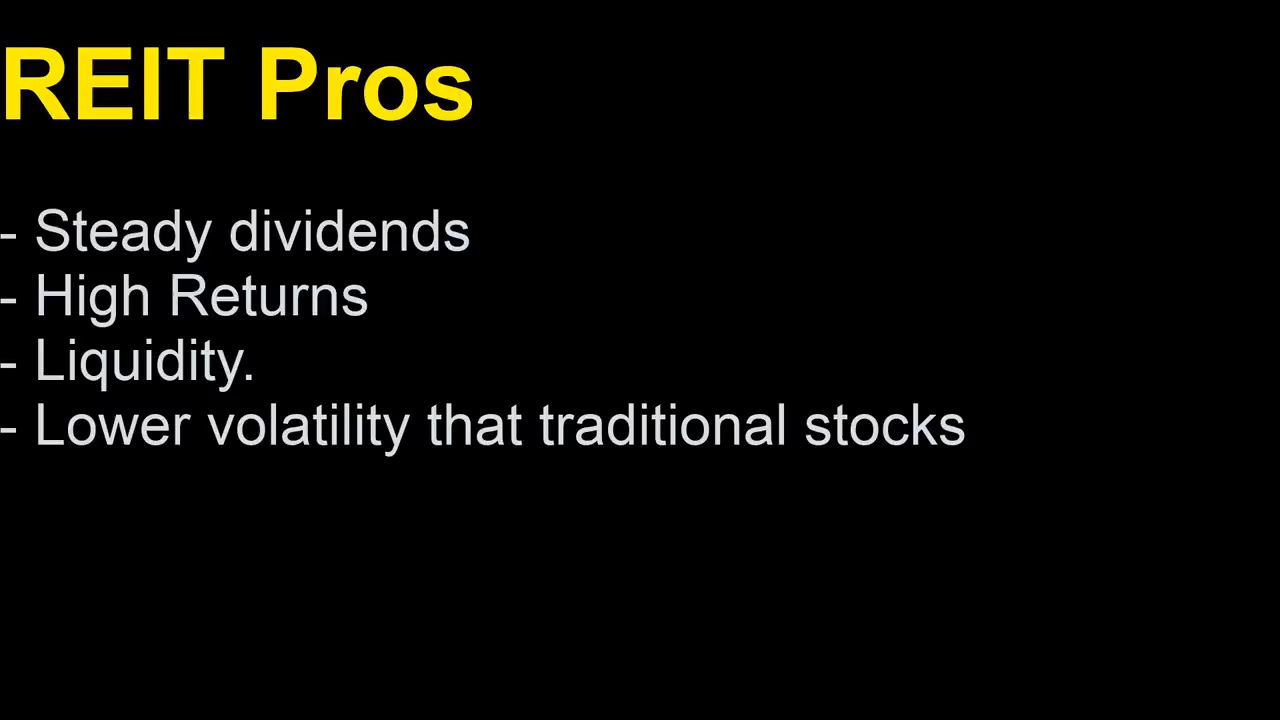 REIT Pros
- Steady dividends
- High Returns
- Liquidity.
- Lower volatility that traditional stocks